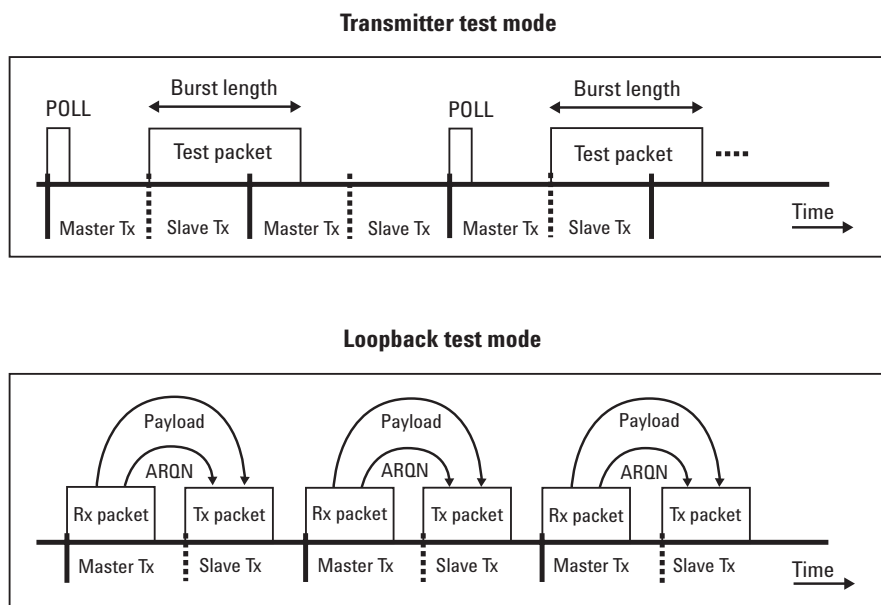 Transmitter test mode
Burst length
Burst length
POLL
POLL
Test packet
Test packet
Master Tx
Slave Tx
Master Tx
Slave Tx
Master Tx
Slave Tx
Time
Loopback test mode
Payload
Payload
Payload
ARQN
ARQN
ARQN
Rx packet
Tx packet
Rx packet
Tx packet
Rx packet
Tx packet
Master Tx
Slave Tx
Master Tx
Slave Tx
Master Tx
Slave Tx
Time